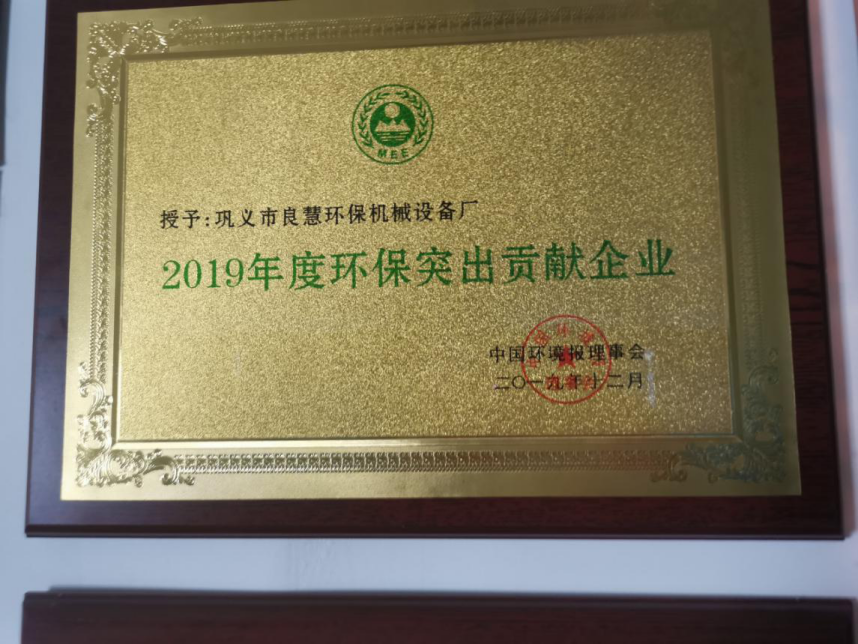 MEE
授予:巩义市良慧环保机械设备厂
2019年度环保突出贡献企业
中国环境报理事会
二〇一九年十二月